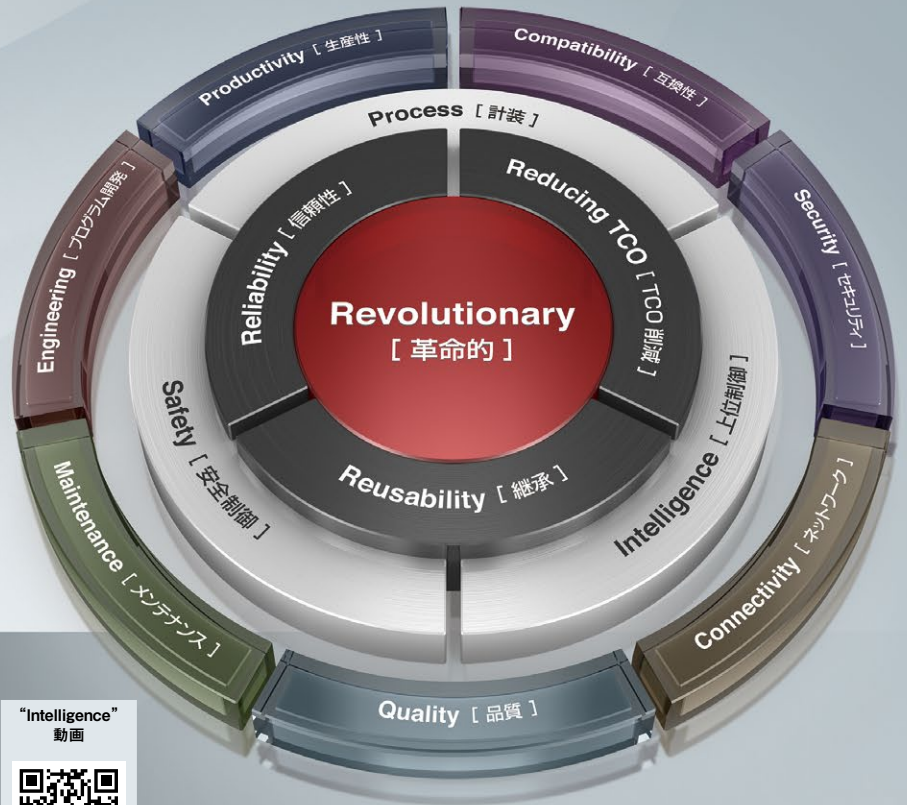 Productivity [ 生産性 ]
Compatibility [ 互換性 ]
Process [ 計装 ]
Reliability [ 信頼性 ]
Reducing TCO [ TCO 削減 ]
Engineering [ プログラム開発 ]
Security [ セキュリティ ]
Revolutionary
[ 革命的 ]
Safety [ 安全制御 ]
Reusability [ 継承 ]
Intelligence [ 上位制御 ]
Maintenance [ メンテナンス ]
Connectivity [ ネットワーク ]
Quality [ 品質 ]
“Intelligence”
動画